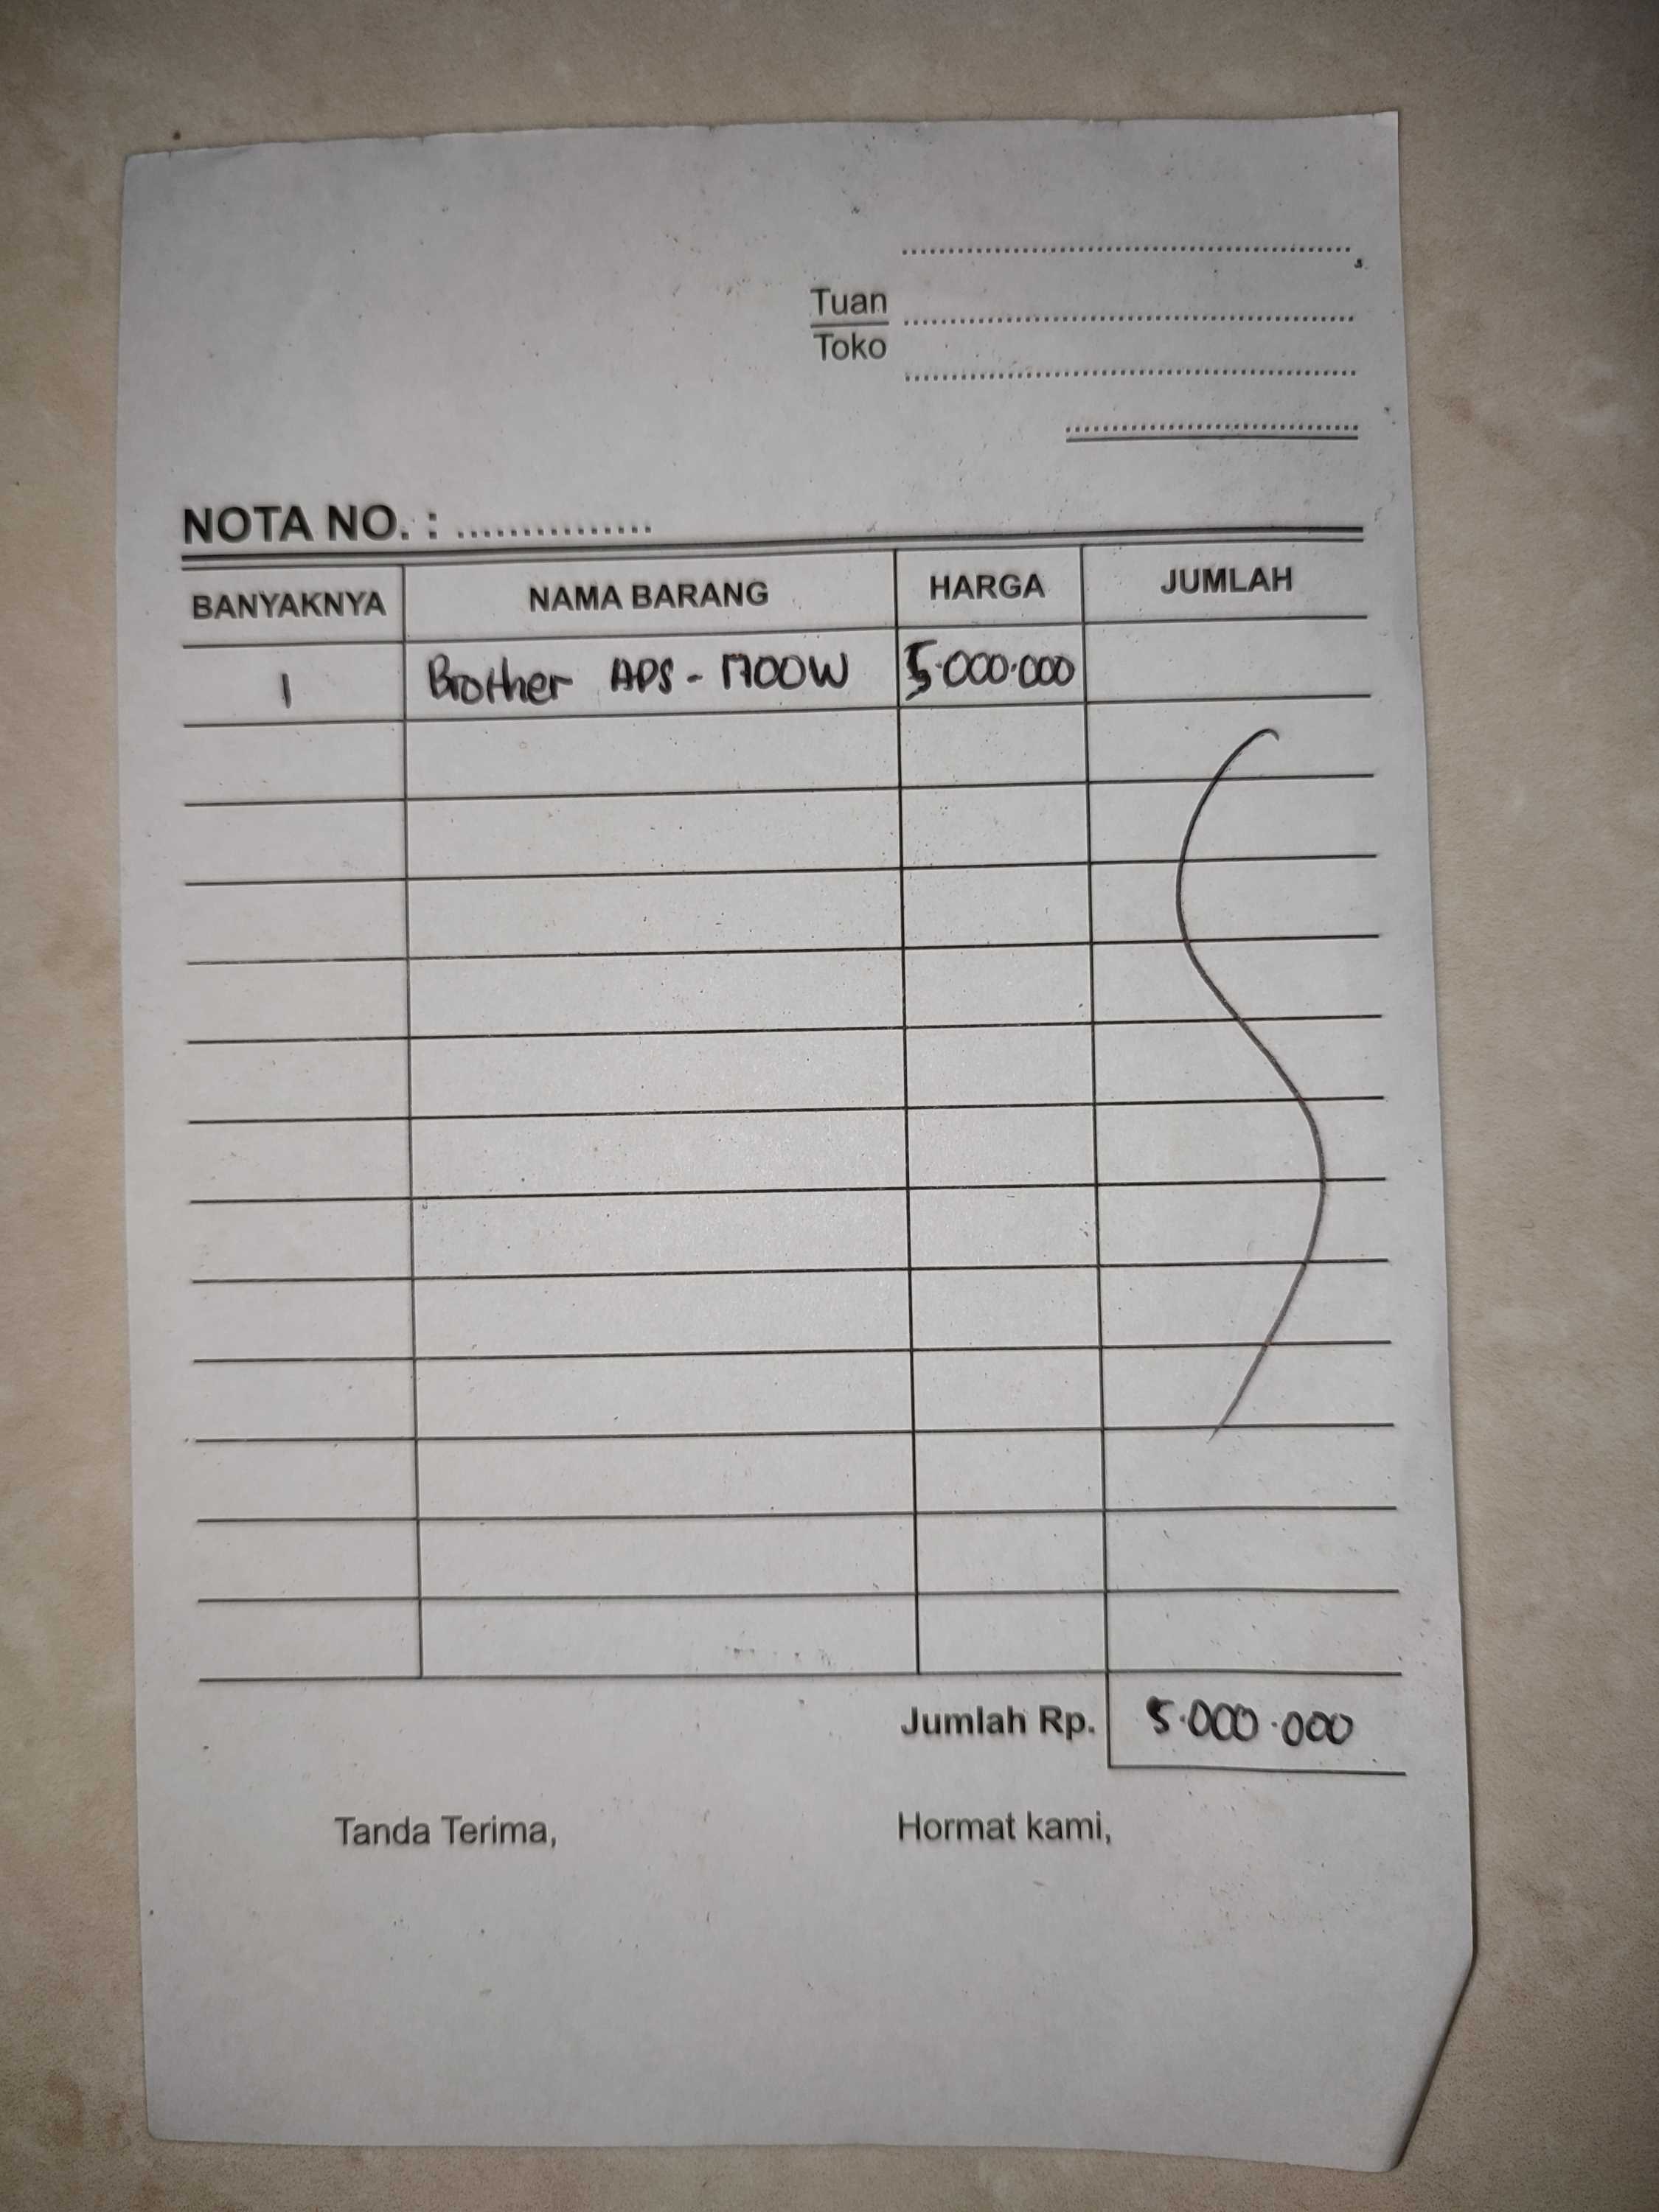 Tuan
Toko
NOTA NO. : ...............
BANYAKNYA NAMA BARANG HARGA JUMLAH
1 Brother ADS - 1700W 5.000.000
Jumlah Rp. 5.000.000
Tanda Terima, Hormat kami,